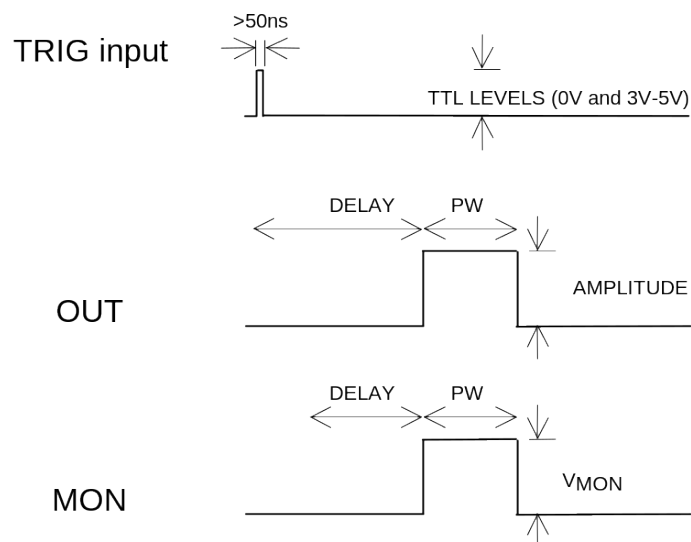 >50ns
TRIG input
TTL LEVELS (0V and 3V-5V)
DELAY PW
OUT
AMPLITUDE
DELAY PW
MON
VMON